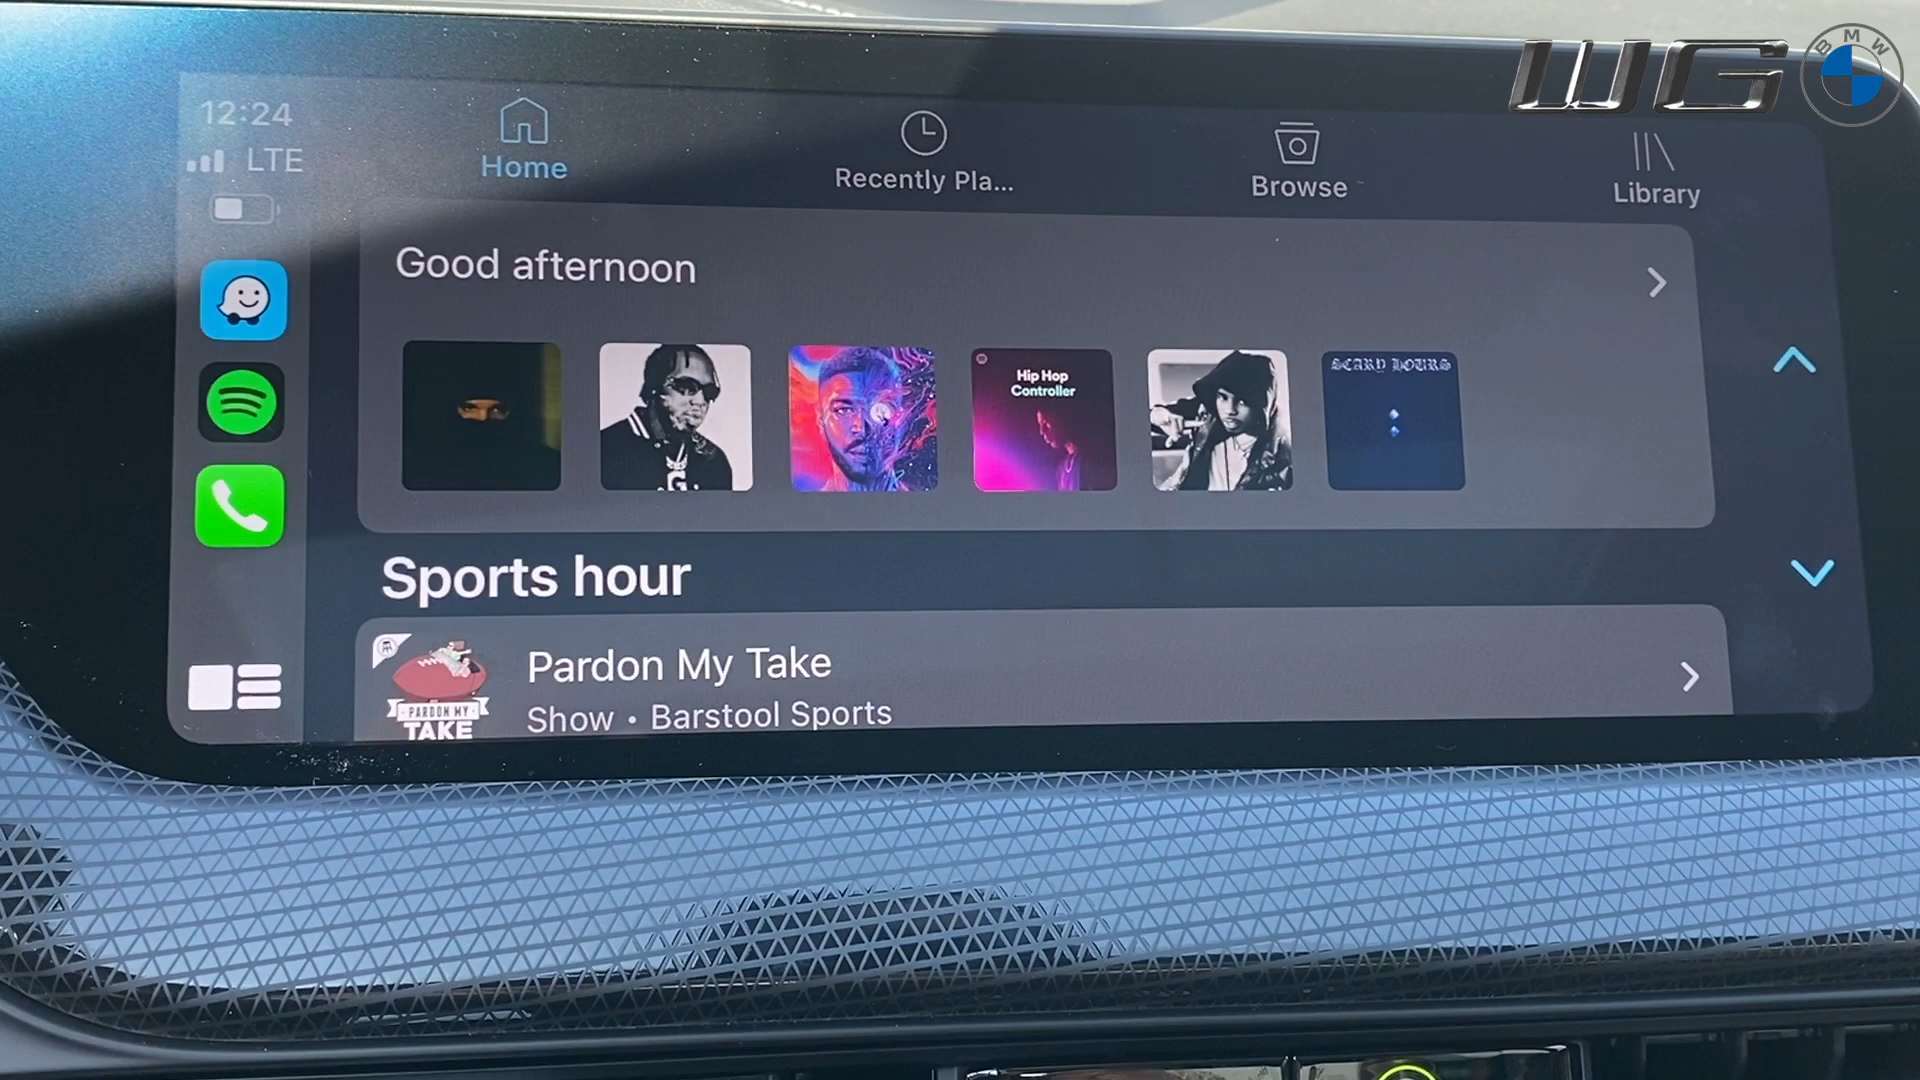 WG
BMW
12:24
LTE
Home
Recently Pla...
Browse
Library
Good afternoon
Hip Hop
Controller
SCARY HOURS
G
Sports hour
PARDON MY
TAKE
Pardon My Take
Show • Barstool Sports